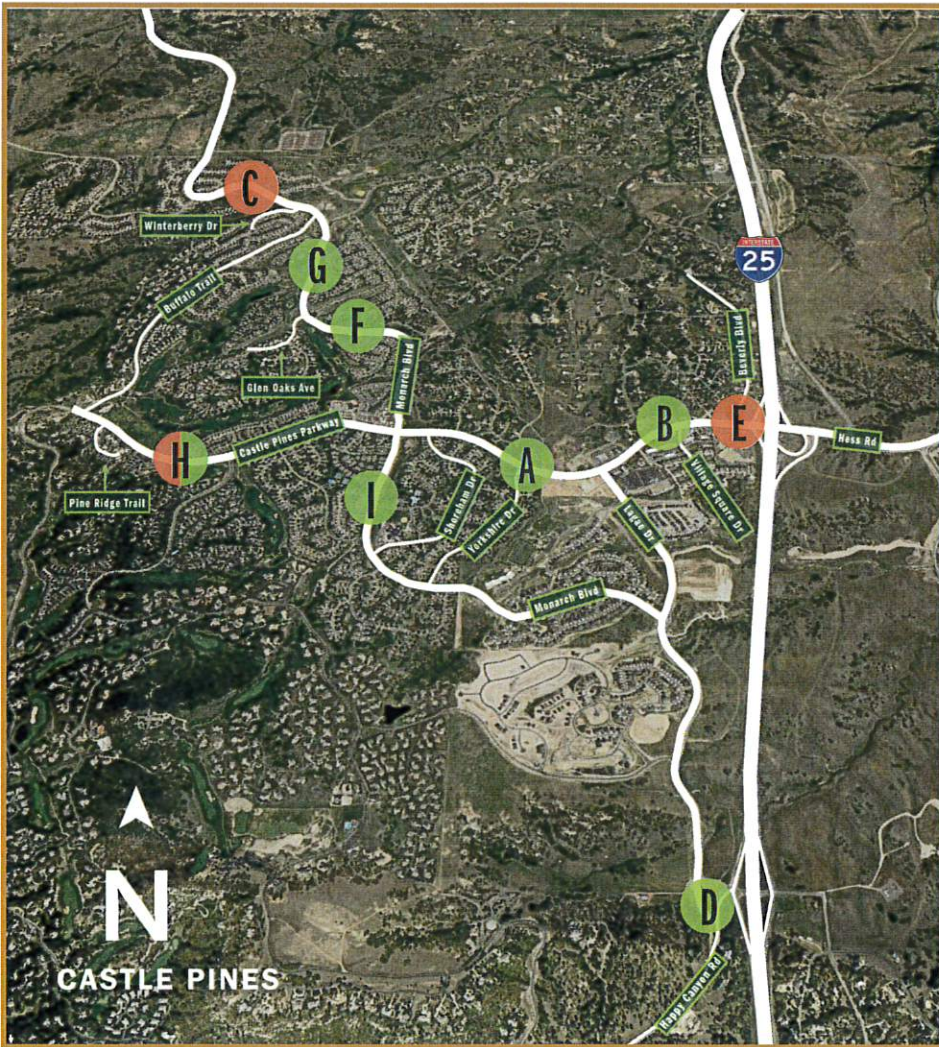 C
INTERSTATE
25
Winterberry Dr
G
Buffalo Trail
F
Beverly Blvd
Monarch Blvd
Glen Oaks Ave
B
E
Hess Rd
Castle Pines Parkway
H
A
Pine Ridge Trail
I
Shoreham Dr
Yorkshire Dr
Lagae Dr
Village Square Dr
Monarch Blvd
N
CASTLE PINES
D
Happy Canyon Rd